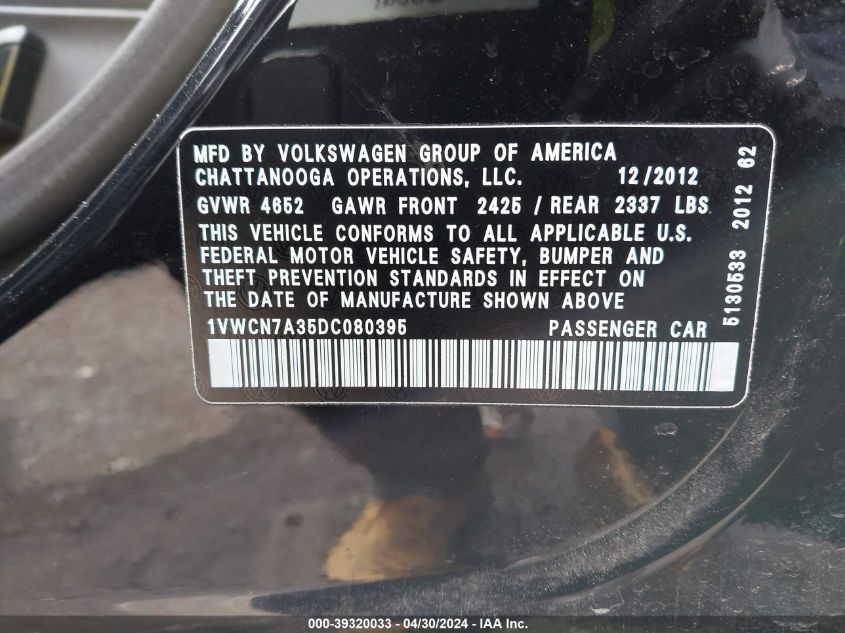 MFD BY VOLKSWAGEN GROUP OF AMERICA
CHATTANOOGA OPERATIONS, LLC. 12/2012
GVWR 4652 GAWR FRONT 2425 / REAR 2337 LBS
THIS VEHICLE CONFORMS TO ALL APPLICABLE U.S.
FEDERAL MOTOR VEHICLE SAFETY, BUMPER AND
THEFT PREVENTION STANDARDS IN EFFECT ON
THE DATE OF MANUFACTURE SHOWN ABOVE
1VWCN7A35DC080395 PASSENGER CAR
5130533 2012 62
000-39320033 - 04/30/2024 - IAA Inc.